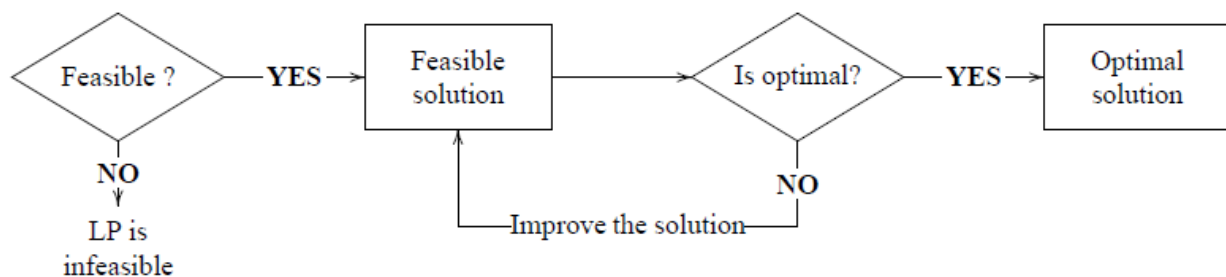 Feasible ?
YES
Feasible
solution
Is optimal?
YES
Optimal
solution
NO
LP is
infeasible
NO
Improve the solution